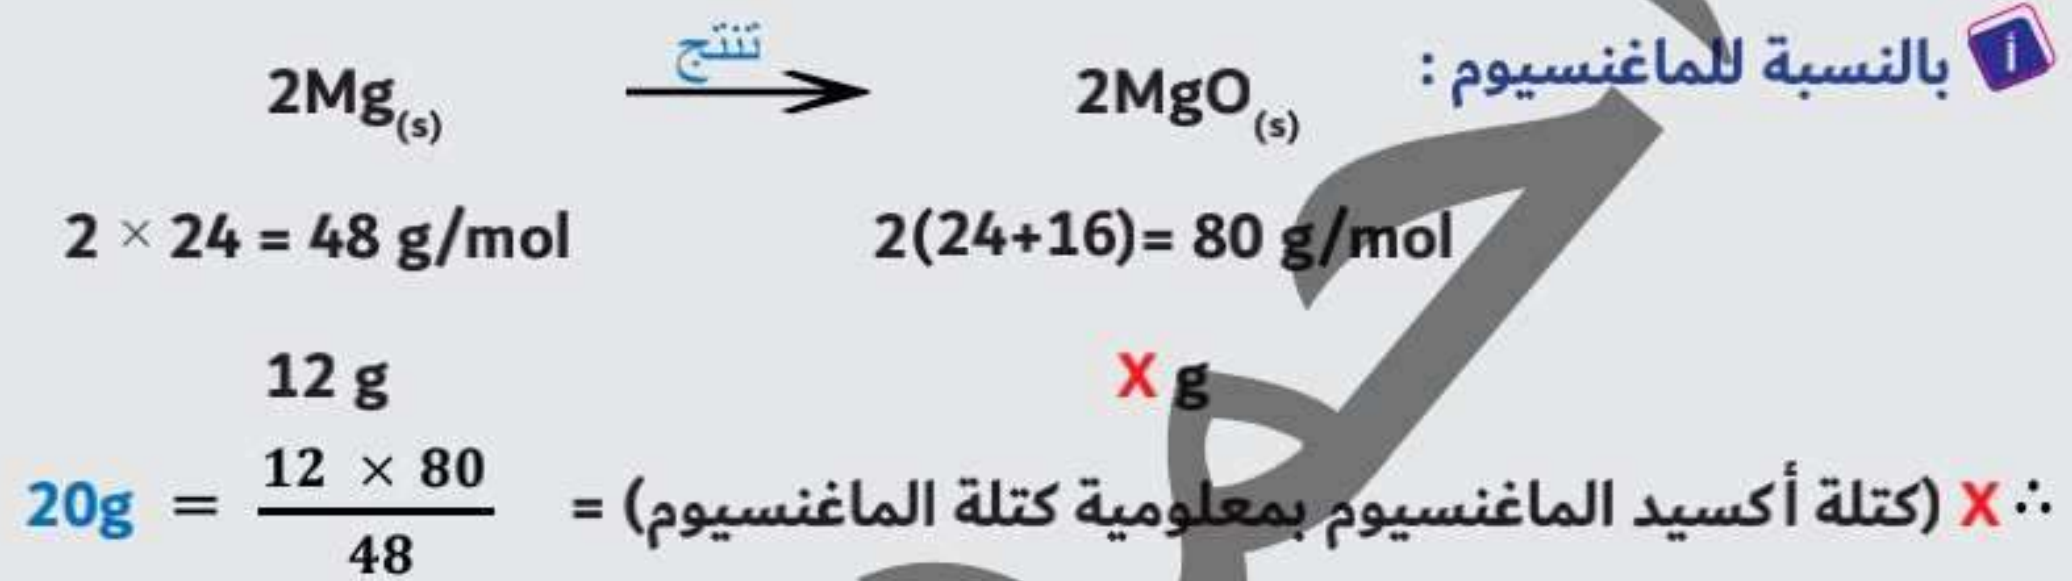 أ بالنسبة للماغنسيوم :
2Mg(s) تنتج 2MgO(s)
2 × 24 = 48 g/mol 2(24+16)= 80 g/mol
12 g X g
∴ X (كتلة أكسيد الماغنسيوم بمعلومية كتلة الماغنسيوم) = 12 × 80 / 48 = 20g